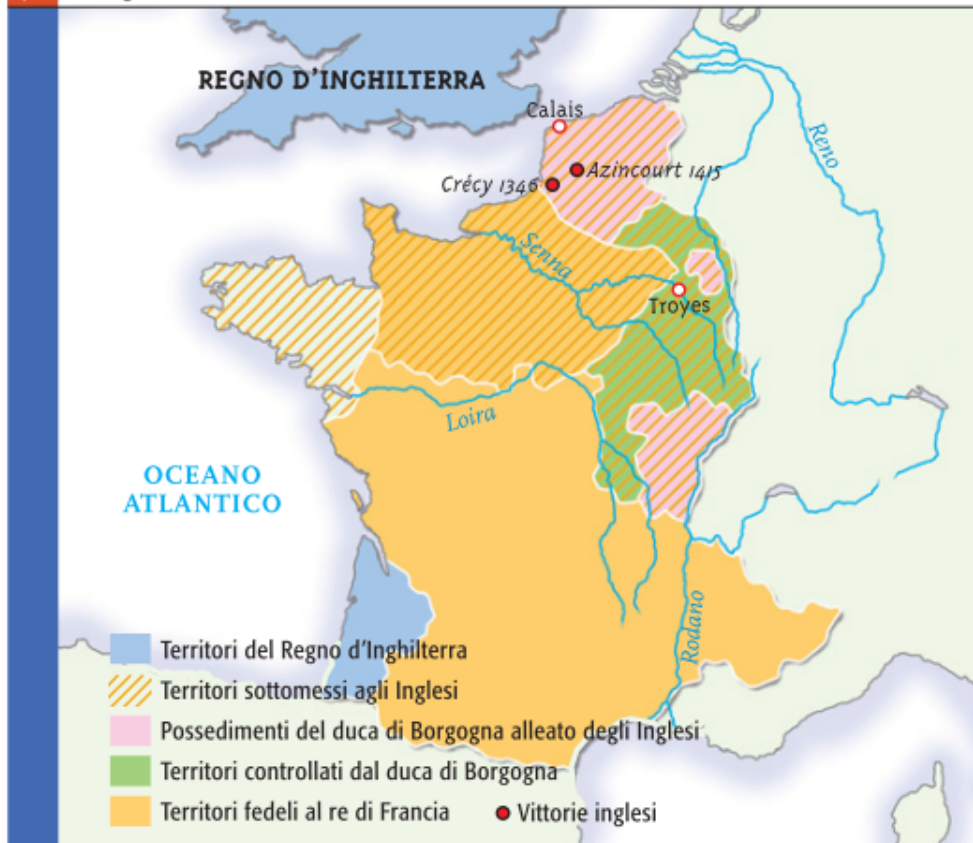 REGNO D'INGHILTERRA
Calais
Azincourt 1415
Crécy 1346
Reno
Senna
Troyes
Loira
OCEANO
ATLANTICO
Rodano
Territori del Regno d'Inghilterra
Territori sottomessi agli Inglesi
Possedimenti del duca di Borgogna alleato degli Inglesi
Territori controllati dal duca di Borgogna
Territori fedeli al re di Francia
Vittorie inglesi